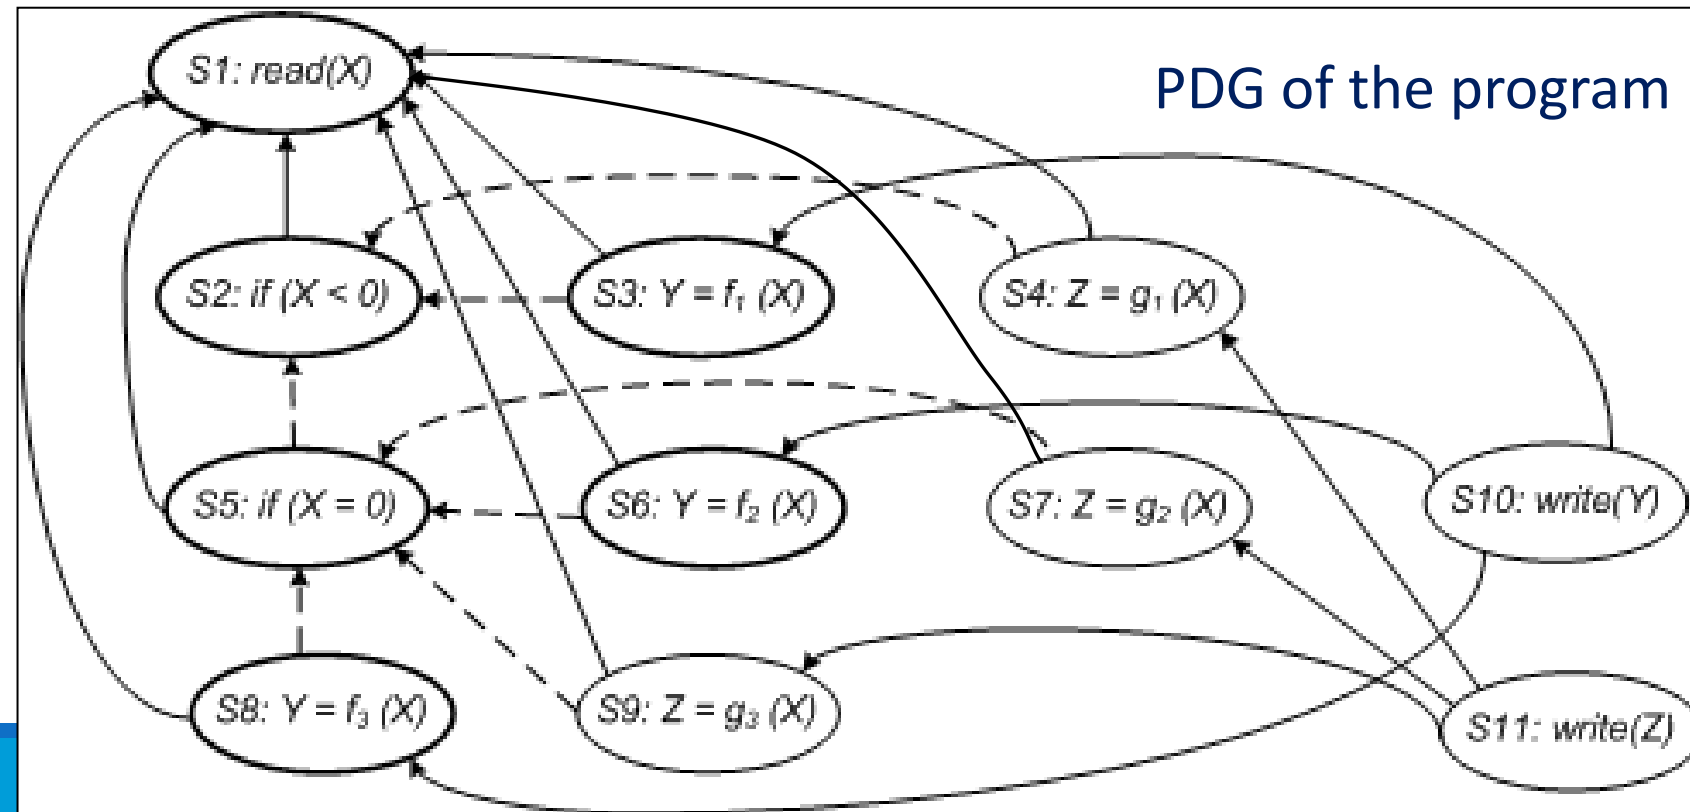 S1: read(X)
PDG of the program
S2: if (X < 0)
S3: Y = f₁ (X)
S4: Z = g₁ (X)
S5: if (X = 0)
S6: Y = f₂ (X)
S7: Z = g₂ (X)
S10: write(Y)
S8: Y = f₃ (X)
S9: Z = g₃ (X)
S11: write(Z)